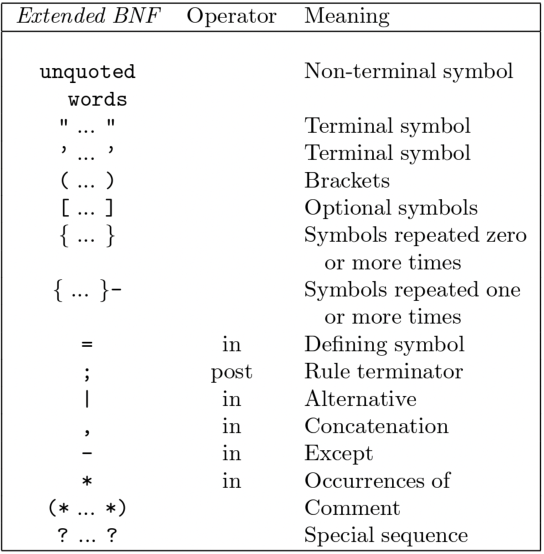 Extended BNF Operator Meaning
unquoted Non-terminal symbol
words
" ... " Terminal symbol
’ ... ’ Terminal symbol
( ... ) Brackets
[ ... ] Optional symbols
{ ... } Symbols repeated zero
or more times
{ ... }- Symbols repeated one
or more times
= in Defining symbol
; post Rule terminator
| in Alternative
, in Concatenation
- in Except
* in Occurrences of
(* ... *) Comment
? ... ? Special sequence